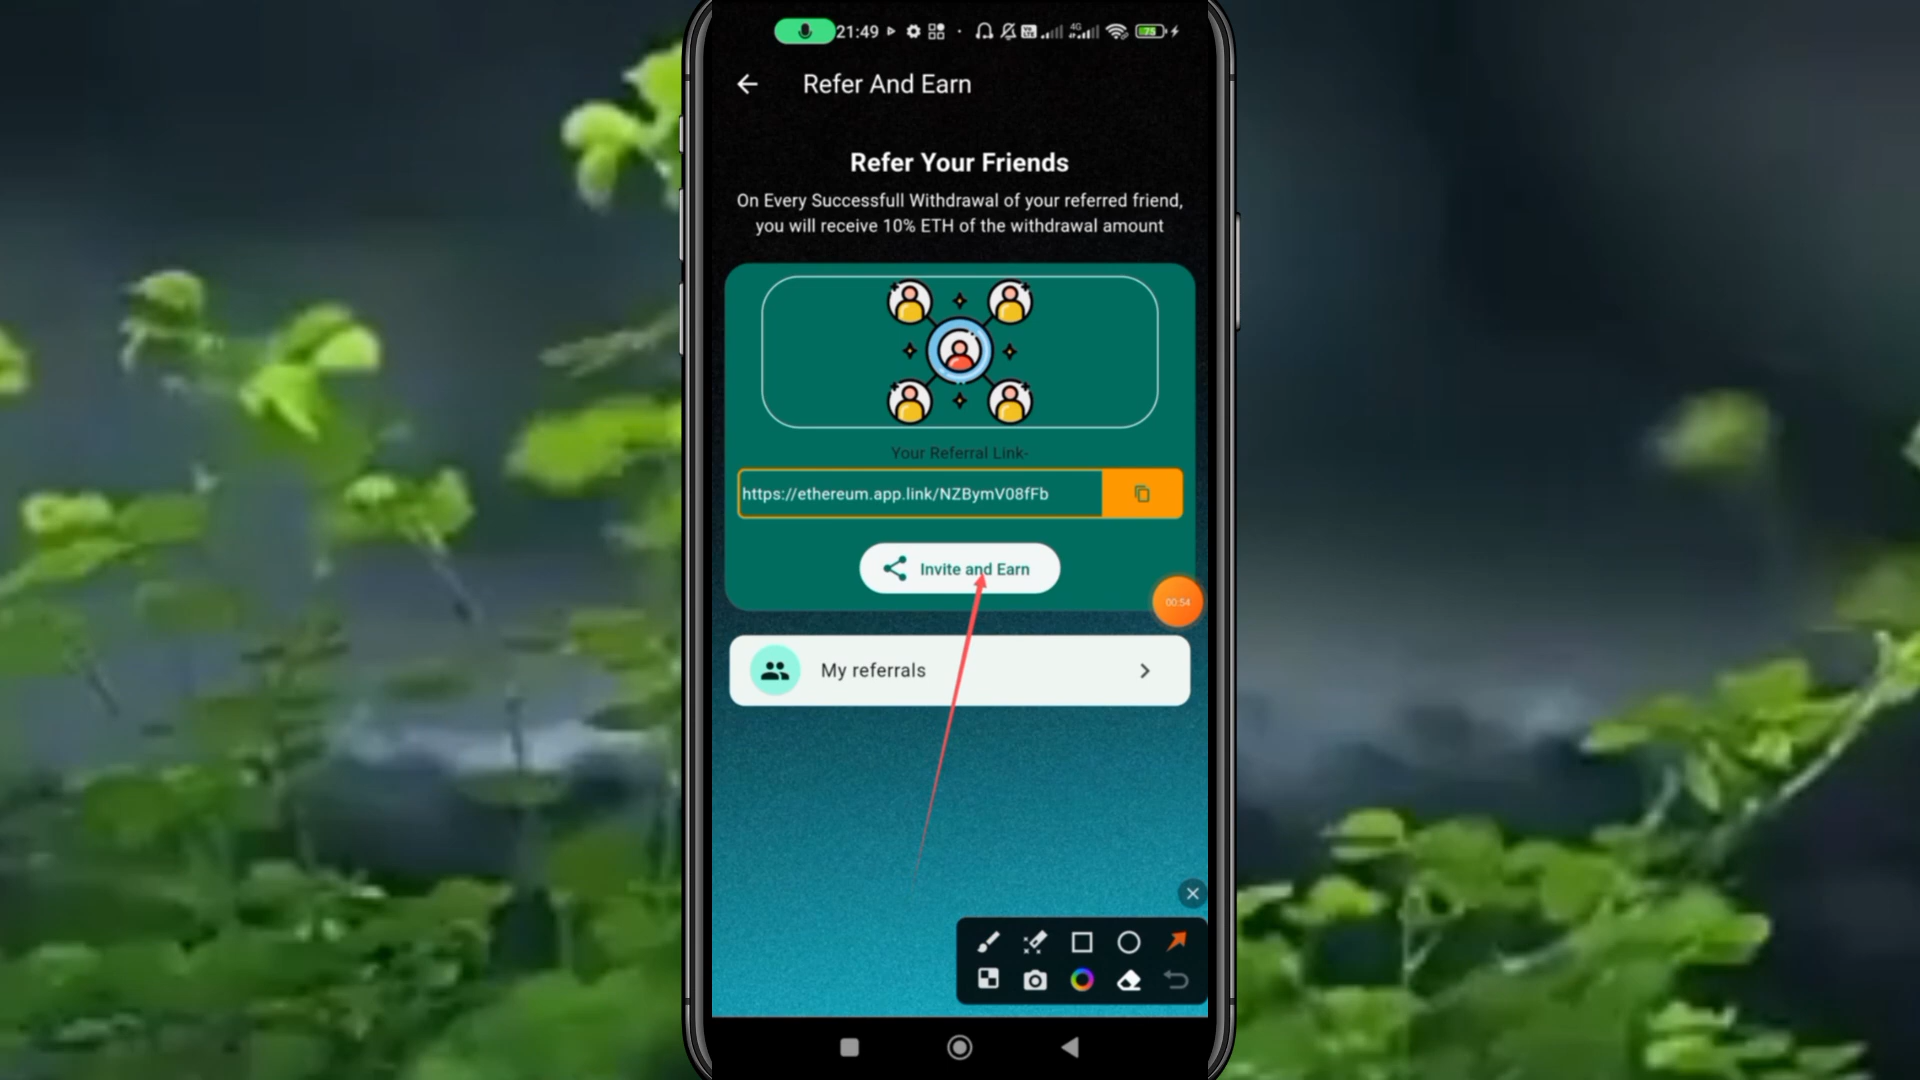 21:49
4G
75
Refer And Earn
Refer Your Friends
On Every Successfull Withdrawal of your referred friend,
you will receive 10% ETH of the withdrawal amount
Your Referral Link-
https://ethereum.app.link/NZBymV08fFb
Invite and Earn
00:54
My referrals